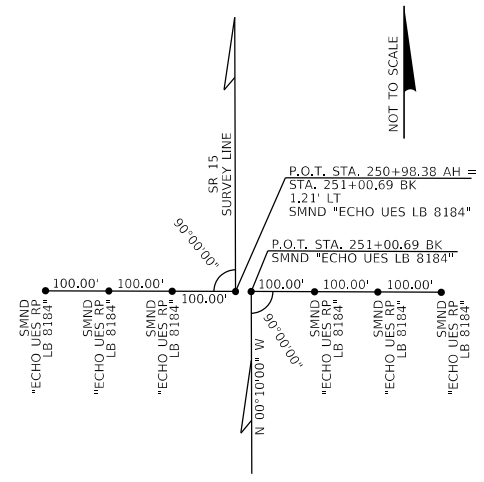 NOT TO SCALE
SR 15
SURVEY LINE
P.O.T. STA. 250+98.38 AH =
STA. 251+00.69 BK
1.21' LT
SMND "ECHO UES LB 8184"
90°00'00"
P.O.T. STA. 251+00.69 BK
SMND "ECHO UES LB 8184"
100.00'
100.00'
100.00'
100.00'
100.00'
100.00'
SMND
"ECHO UES RP
LB 8184"
SMND
"ECHO UES RP
LB 8184"
SMND
"ECHO UES RP
LB 8184"
N 00°10'00" W
90°00'00"
SMND
"ECHO UES RP
LB 8184"
SMND
"ECHO UES RP
LB 8184"
SMND
"ECHO UES RP
LB 8184"